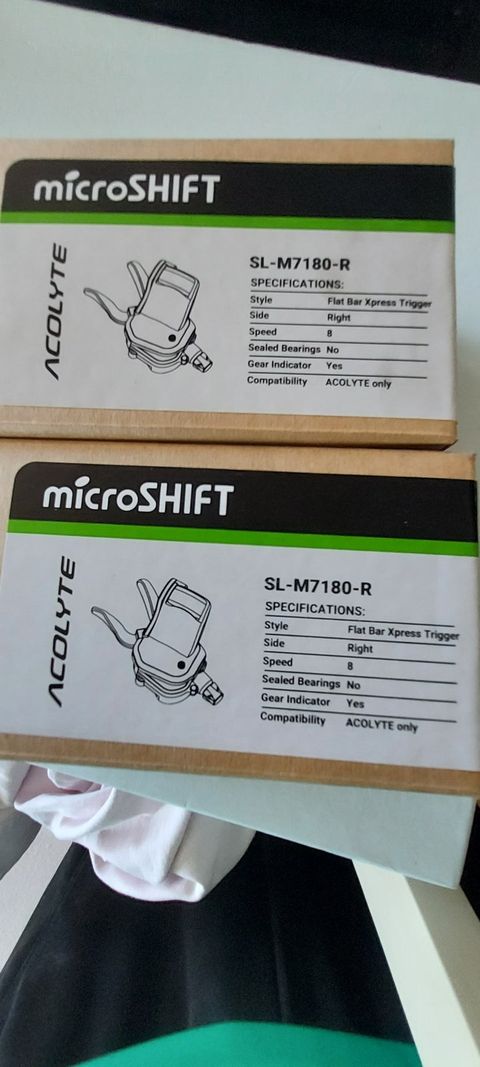 microSHIFT
ACOLYTE
SL-M7180-R
SPECIFICATIONS:
Style Flat Bar Xpress Trigger
Side Right
Speed 8
Sealed Bearings No
Gear Indicator Yes
Compatibility ACOLYTE only
microSHIFT
ACOLYTE
SL-M7180-R
SPECIFICATIONS:
Style Flat Bar Xpress Trigger
Side Right
Speed 8
Sealed Bearings No
Gear Indicator Yes
Compatibility ACOLYTE only